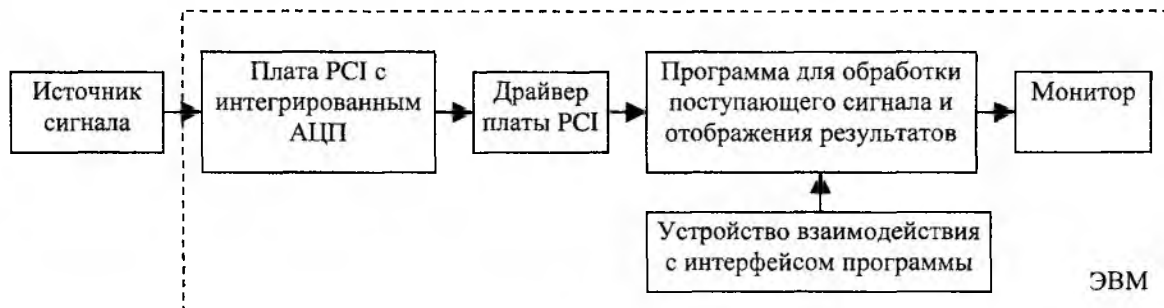 Источник
сигнала
Плата PCI с
интегрированным
АЦП
Драйвер
платы PCI
Программа для обработки
поступающего сигнала и
отображения результатов
Монитор
Устройство взаимодействия
с интерфейсом программы
ЭВМ